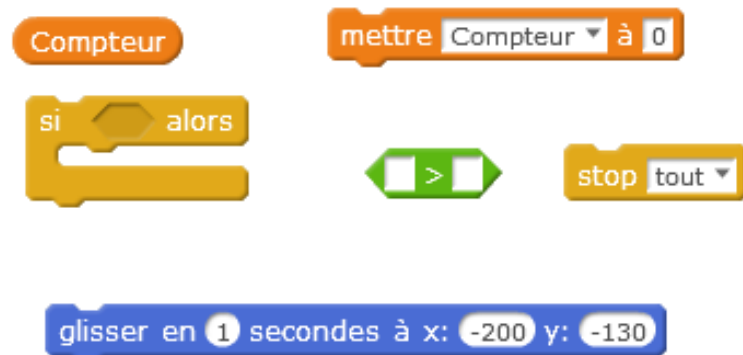 Compteur
mettre Compteur à 0
si alors
>
stop tout
glisser en 1 secondes à x: -200 y: -130